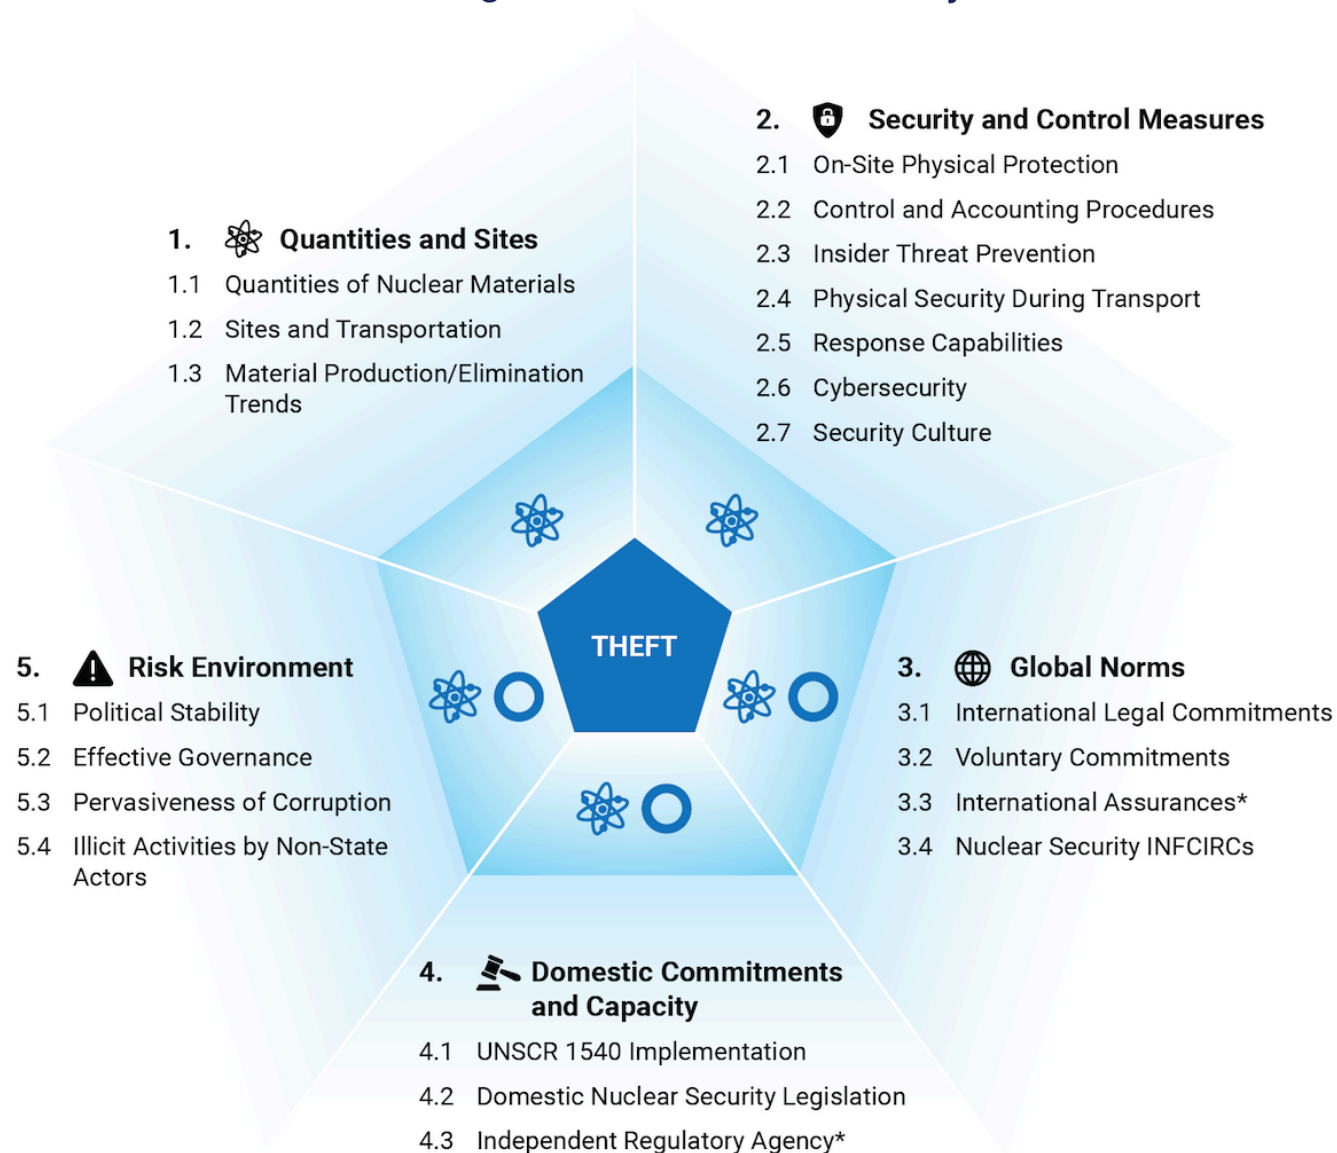 1. Quantities and Sites
1.1 Quantities of Nuclear Materials
1.2 Sites and Transportation
1.3 Material Production/Elimination
Trends
2. Security and Control Measures
2.1 On-Site Physical Protection
2.2 Control and Accounting Procedures
2.3 Insider Threat Prevention
2.4 Physical Security During Transport
2.5 Response Capabilities
2.6 Cybersecurity
2.7 Security Culture
THEFT
3. Global Norms
3.1 International Legal Commitments
3.2 Voluntary Commitments
3.3 International Assurances*
3.4 Nuclear Security INFCIRCs
4. Domestic Commitments
and Capacity
4.1 UNSCR 1540 Implementation
4.2 Domestic Nuclear Security Legislation
4.3 Independent Regulatory Agency*
5. Risk Environment
5.1 Political Stability
5.2 Effective Governance
5.3 Pervasiveness of Corruption
5.4 Illicit Activities by Non-State
Actors